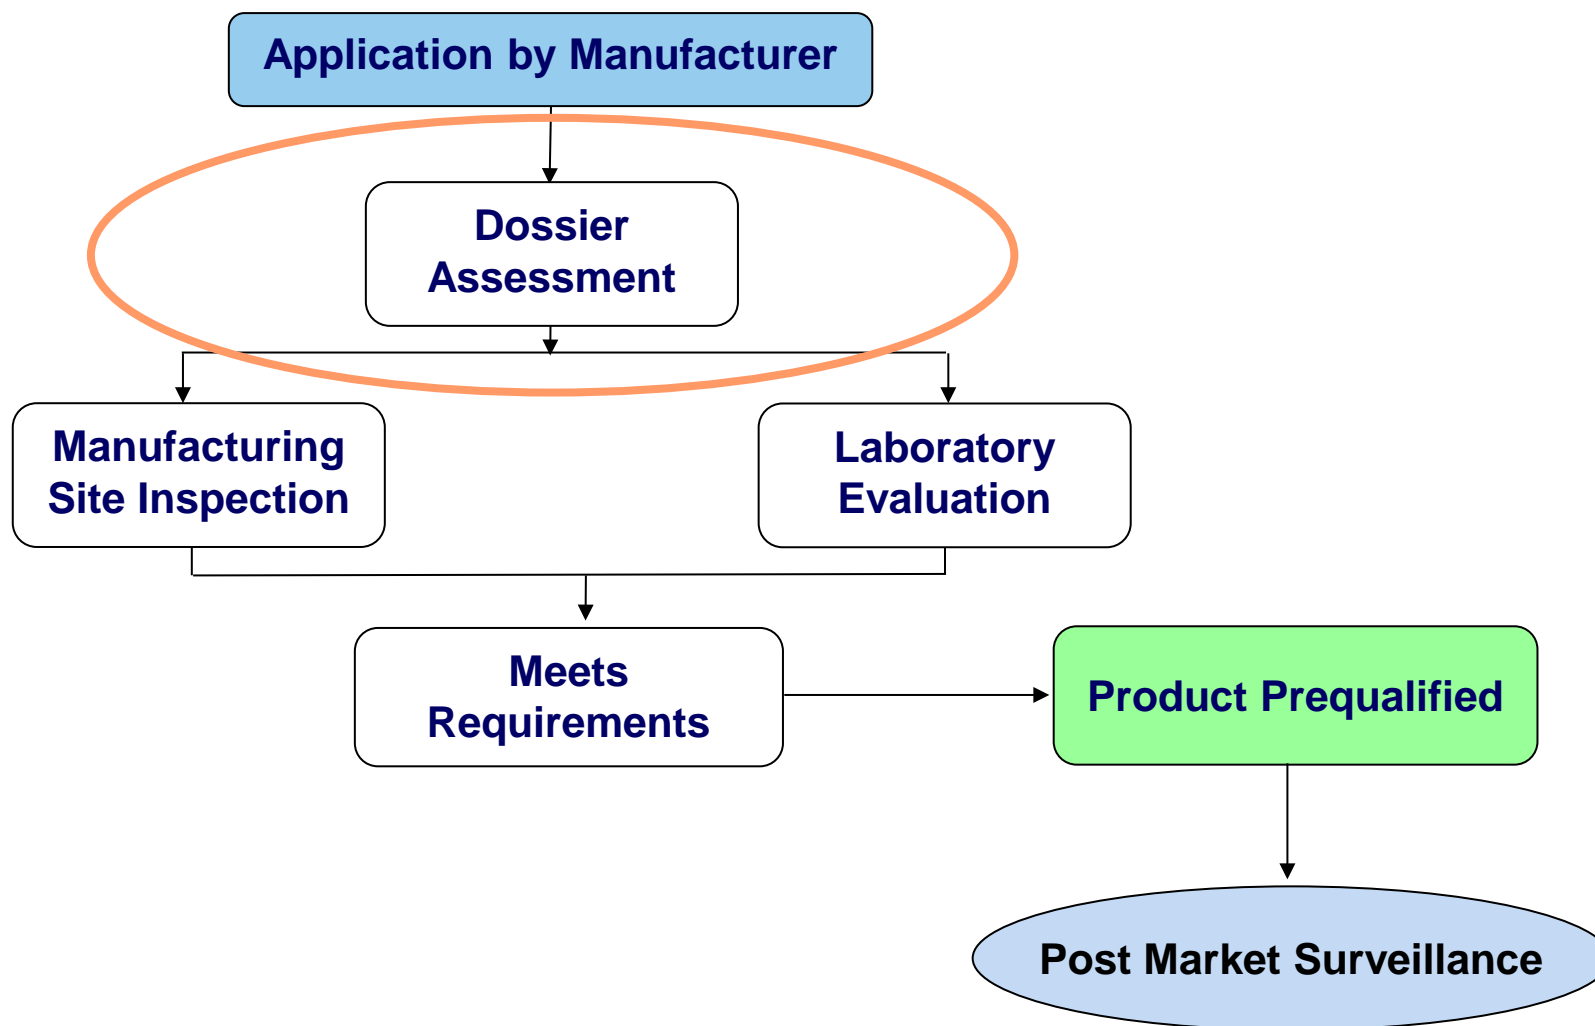 Application by Manufacturer
Dossier
Assessment
Manufacturing
Site Inspection
Laboratory
Evaluation
Meets
Requirements
Product Prequalified
Post Market Surveillance